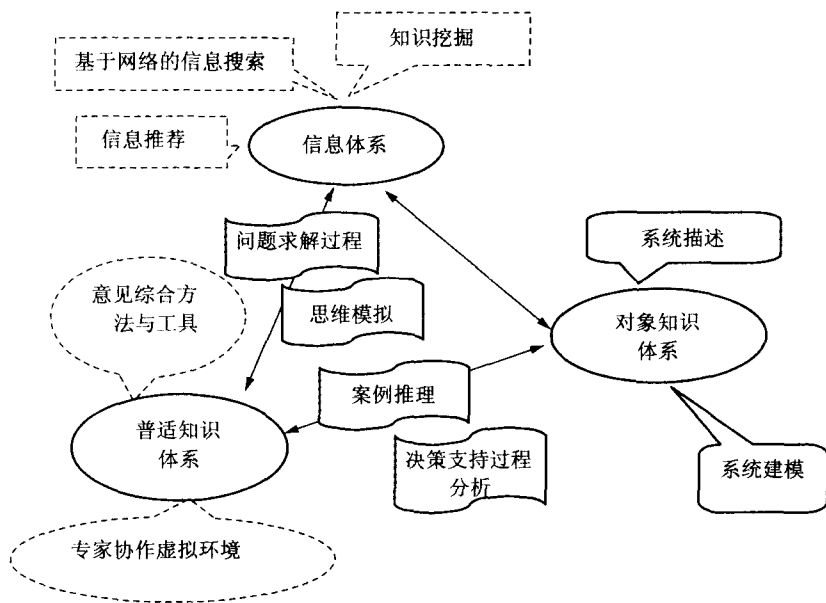 知识挖掘
基于网络的信息搜索
信息推荐
信息体系
问题求解过程
系统描述
意见综合方
法与工具
思维模拟
对象知识
体系
案例推理
普适知识
体系
决策支持过程
分析
系统建模
专家协作虚拟环境